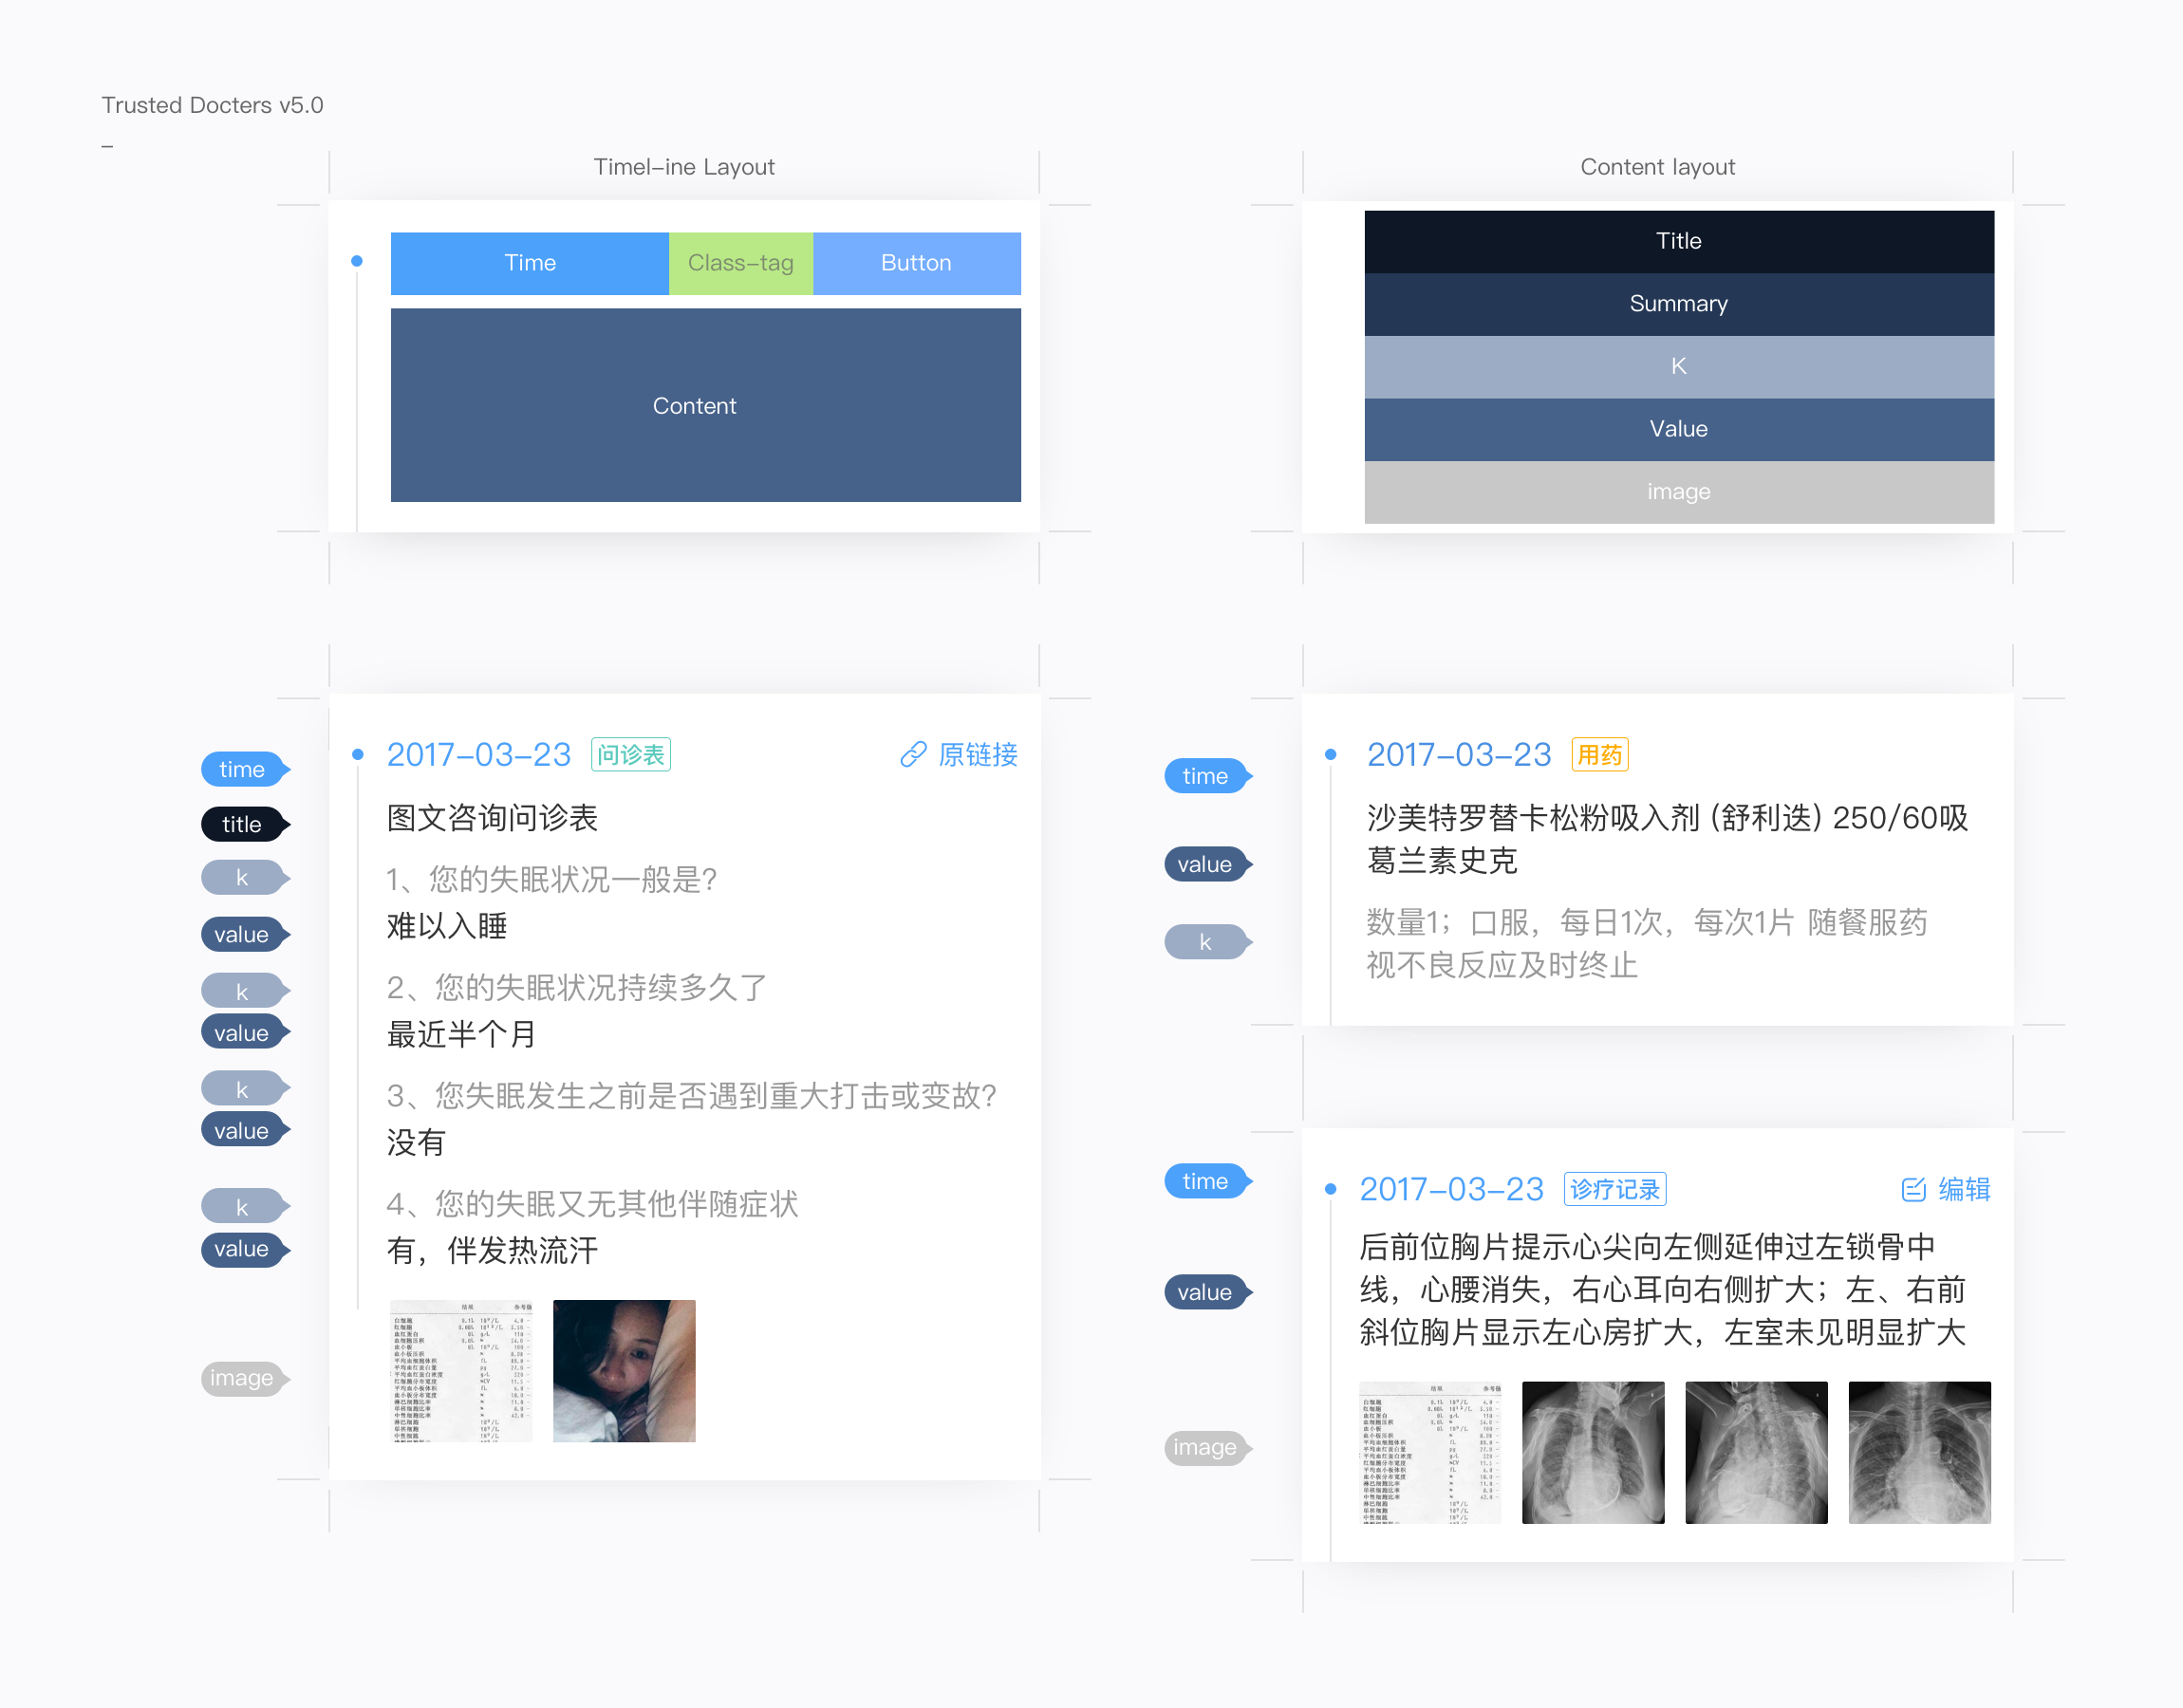 Trusted Docters v5.0
–
Timel-ine Layout
Time
Class-tag
Button
Content
Content layout
Title
Summary
K
Value
image
time
title
k
value
k
value
k
value
k
value
image
2017-03-23 问诊表 原链接
图文咨询问诊表
1、您的失眠状况一般是?
难以入睡
2、您的失眠状况持续多久了
最近半个月
3、您失眠发生之前是否遇到重大打击或变故?
没有
4、您的失眠又无其他伴随症状
有，伴发热流汗
time
value
k
2017-03-23 用药
沙美特罗替卡松粉吸入剂 (舒利迭) 250/60吸
葛兰素史克
数量1；口服，每日1次，每次1片 随餐服药
视不良反应及时终止
time
value
image
2017-03-23 诊疗记录 编辑
后前位胸片提示心尖向左侧延伸过左锁骨中
线，心腰消失，右心耳向右侧扩大；左、右前
斜位胸片显示左心房扩大，左室未见明显扩大